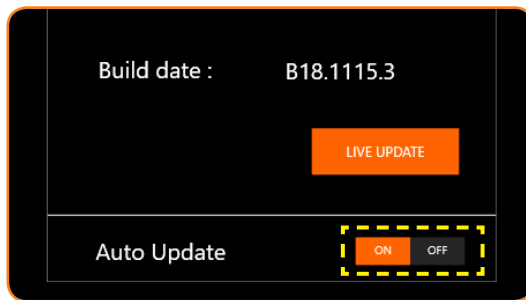 Build date : B18.1115.3
LIVE UPDATE
Auto Update ON OFF